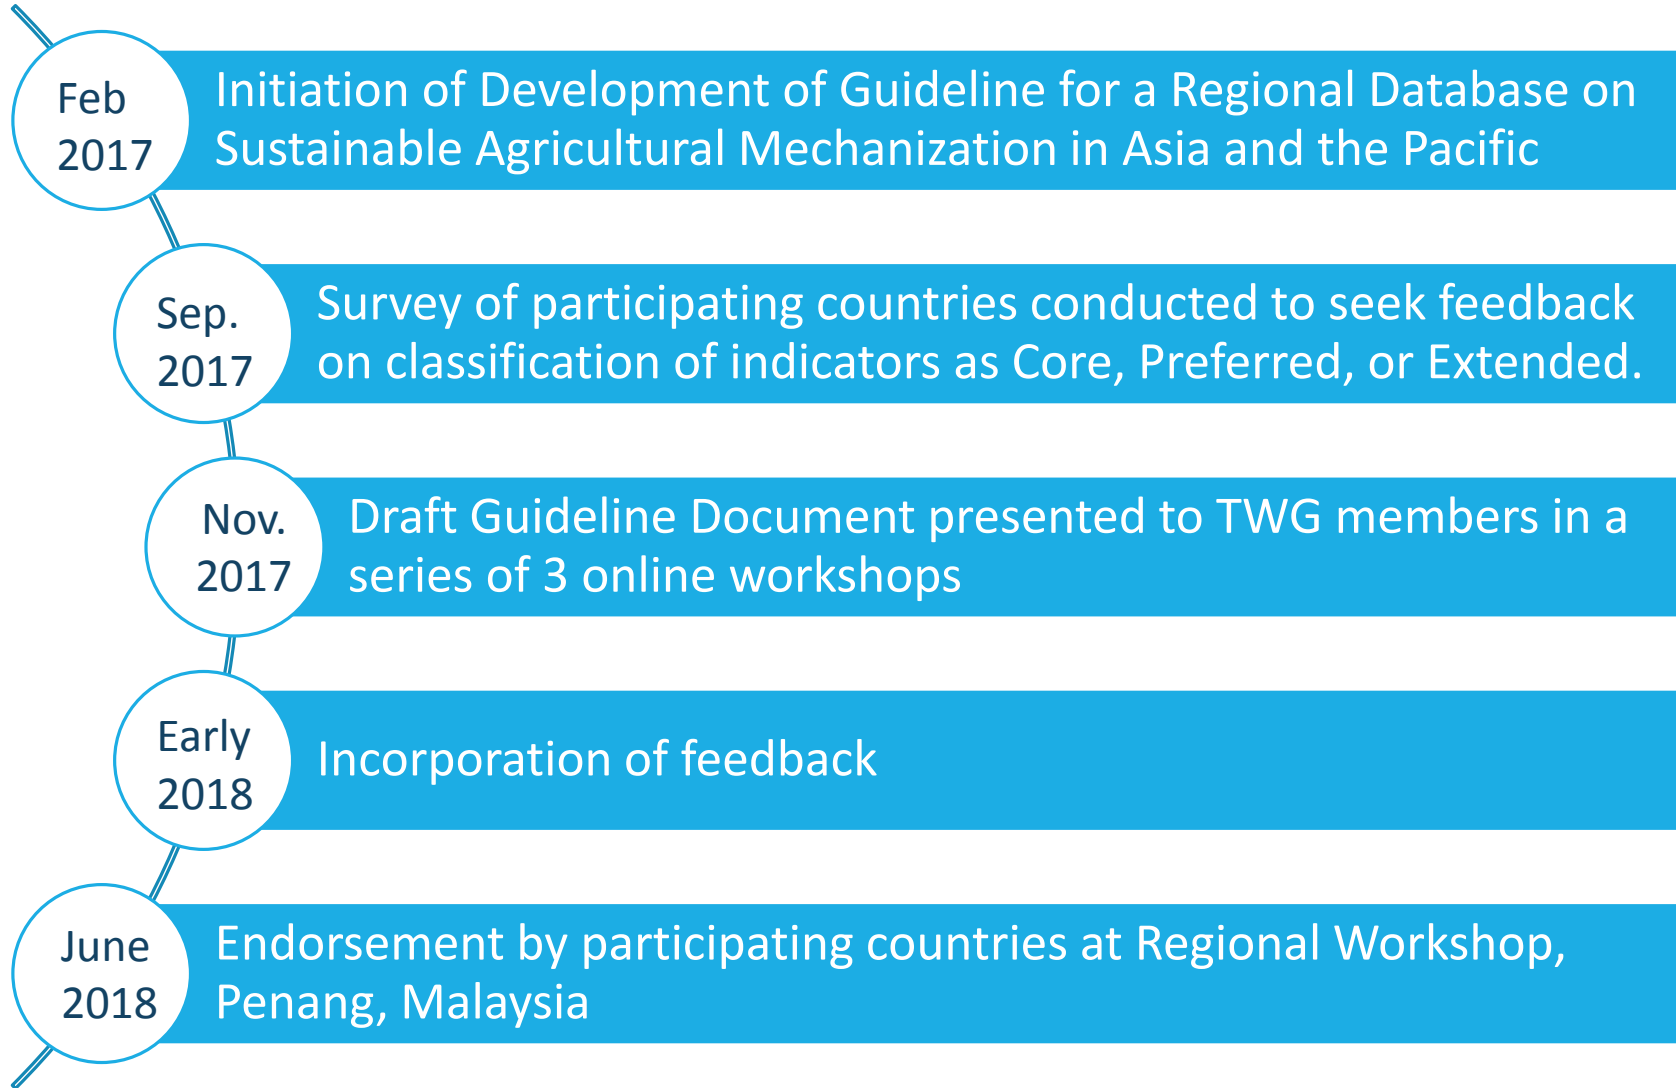 Feb
2017
Initiation of Development of Guideline for a Regional Database on
Sustainable Agricultural Mechanization in Asia and the Pacific
Sep.
2017
Survey of participating countries conducted to seek feedback
on classification of indicators as Core, Preferred, or Extended.
Nov.
2017
Draft Guideline Document presented to TWG members in a
series of 3 online workshops
Early
2018
Incorporation of feedback
June
2018
Endorsement by participating countries at Regional Workshop,
Penang, Malaysia